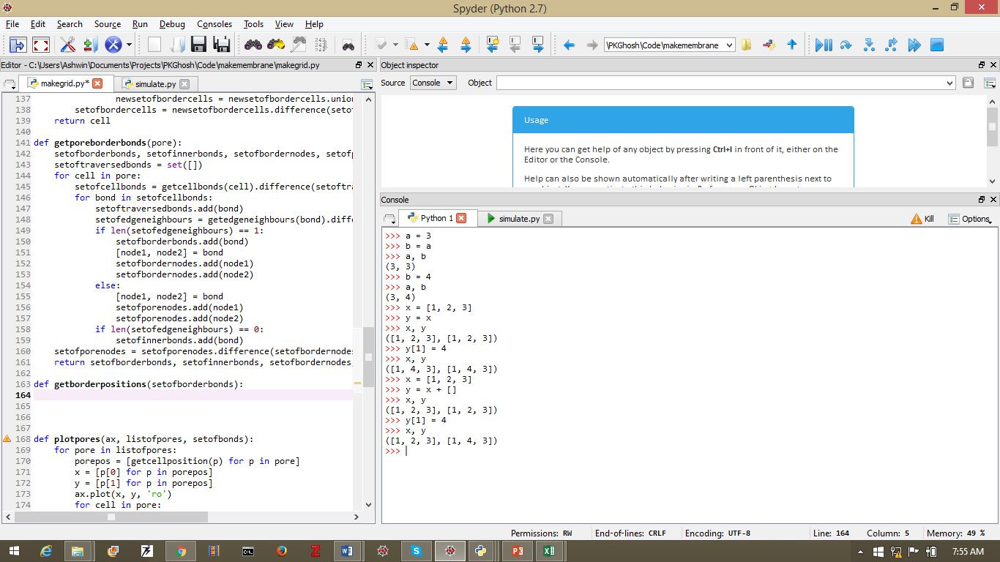 Spyder (Python 2.7)
File Edit Search Source Run Debug Consoles Tools View Help
\PKGhosh\Code\makemembrane
Editor - C:\Users\Ashwin\Documents\Projects\PKGhosh\Code\makemembrane\makegrid.py
makegrid.py* simulate.py
137 newsetofbordercells = newsetofbordercells.unio
138 setofbordercells = newsetofbordercells.difference(seto
139 return cell
140
141 def getporeborderbonds(pore):
142 setofborderbonds, setofinnerbonds, setofbordernodes, setofp
143 setoftraversedbonds = set([])
144 for cell in pore:
145 setofcellbonds = getcellbonds(cell).difference(setoftra
146 for bond in setofcellbonds:
147 setoftraversedbonds.add(bond)
148 setofedgeneighbours = getedgeneighbours(bond).diffe
149 if len(setofedgeneighbours) == 1:
150 setofborderbonds.add(bond)
151 [node1, node2] = bond
152 setofbordernodes.add(node1)
153 setofbordernodes.add(node2)
154 else:
155 [node1, node2] = bond
156 setofporenodes.add(node1)
157 setofporenodes.add(node2)
158 if len(setofedgeneighbours) == 0:
159 setofinnerbonds.add(bond)
160 setofporenodes = setofporenodes.difference(setofbordernodes
161 return setofborderbonds, setofinnerbonds, setofbordernodes,
162
163 def getborderpositions(setofborderbonds):
164
165
166
167
168 def plotpores(ax, listofpores, setofbonds):
169 for pore in listofpores:
170 porepos = [getcellposition(p) for p in pore]
171 x = [p[0] for p in porepos]
172 y = [p[1] for p in porepos]
173 ax.plot(x, y, 'ro')
174 for cell in pore:
Object inspector
Source Console Object
Usage
Here you can get help of any object by pressing Ctrl+I in front of it, either on the
Editor or the Console.
Help can also be shown automatically after writing a left parenthesis next to
Console
Python 1 simulate.py Kill Options
>>> a = 3
>>> b = a
>>> a, b
(3, 3)
>>> b = 4
>>> a, b
(3, 4)
>>> x = [1, 2, 3]
>>> y = x
>>> x, y
([1, 2, 3], [1, 2, 3])
>>> y[1] = 4
>>> x, y
([1, 4, 3], [1, 4, 3])
>>> x = [1, 2, 3]
>>> y = x + []
>>> x, y
([1, 2, 3], [1, 2, 3])
>>> y[1] = 4
>>> x, y
([1, 2, 3], [1, 4, 3])
>>>
Permissions: RW End-of-lines: CRLF Encoding: UTF-8 Line: 164 Column: 5 Memory: 49 %
7:55 AM